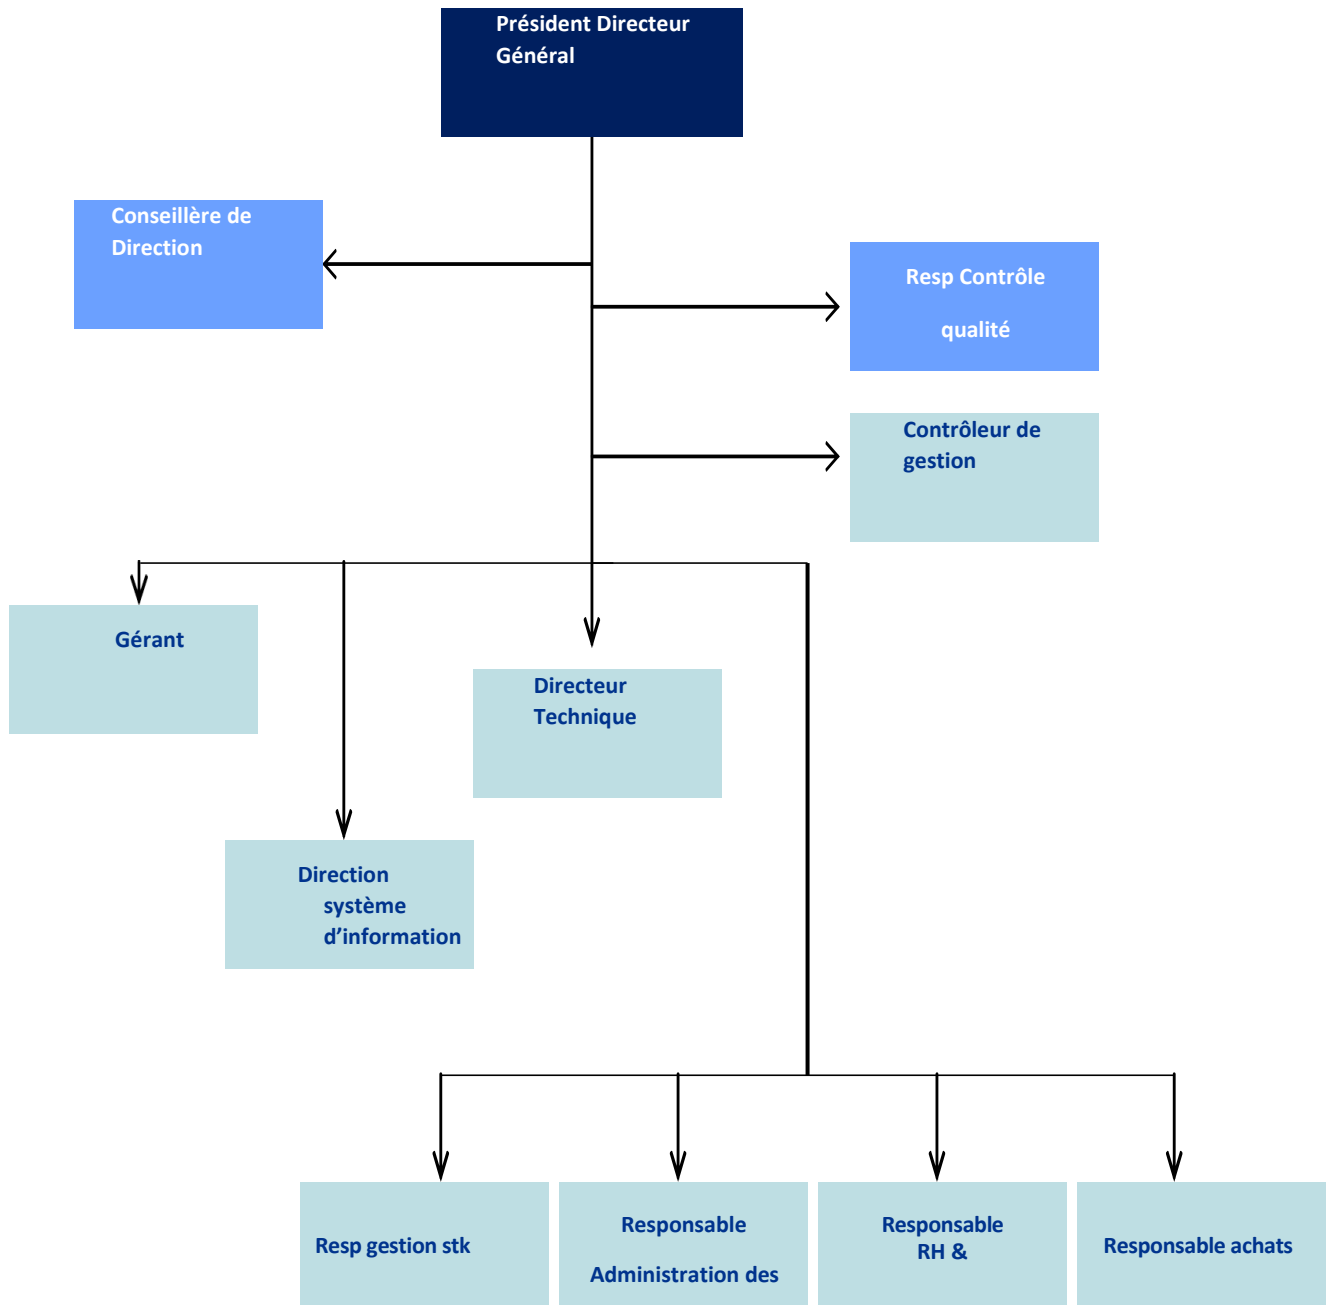 Président Directeur
Général
Conseillère de
Direction
Resp Contrôle
qualité
Contrôleur de
gestion
Gérant
Directeur
Technique
Direction
système
d’information
Resp gestion stk
Responsable
Administration des
Responsable
RH &
Responsable achats